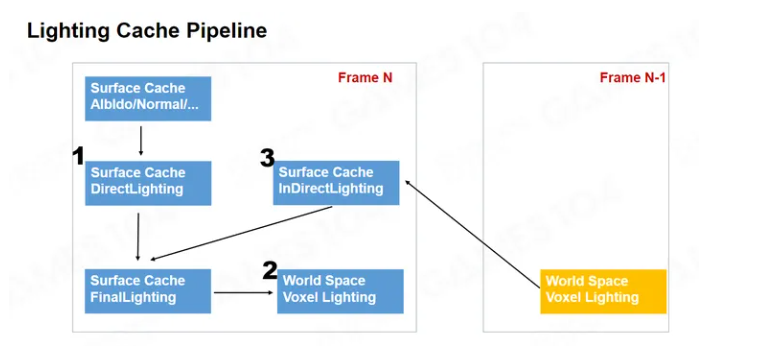 Lighting Cache Pipeline
Frame N
Frame N-1
Surface Cache
Albldo/Normal/...
1
Surface Cache
DirectLighting
3
Surface Cache
InDirectLighting
Surface Cache
FinalLighting
2
World Space
Voxel Lighting
World Space
Voxel Lighting